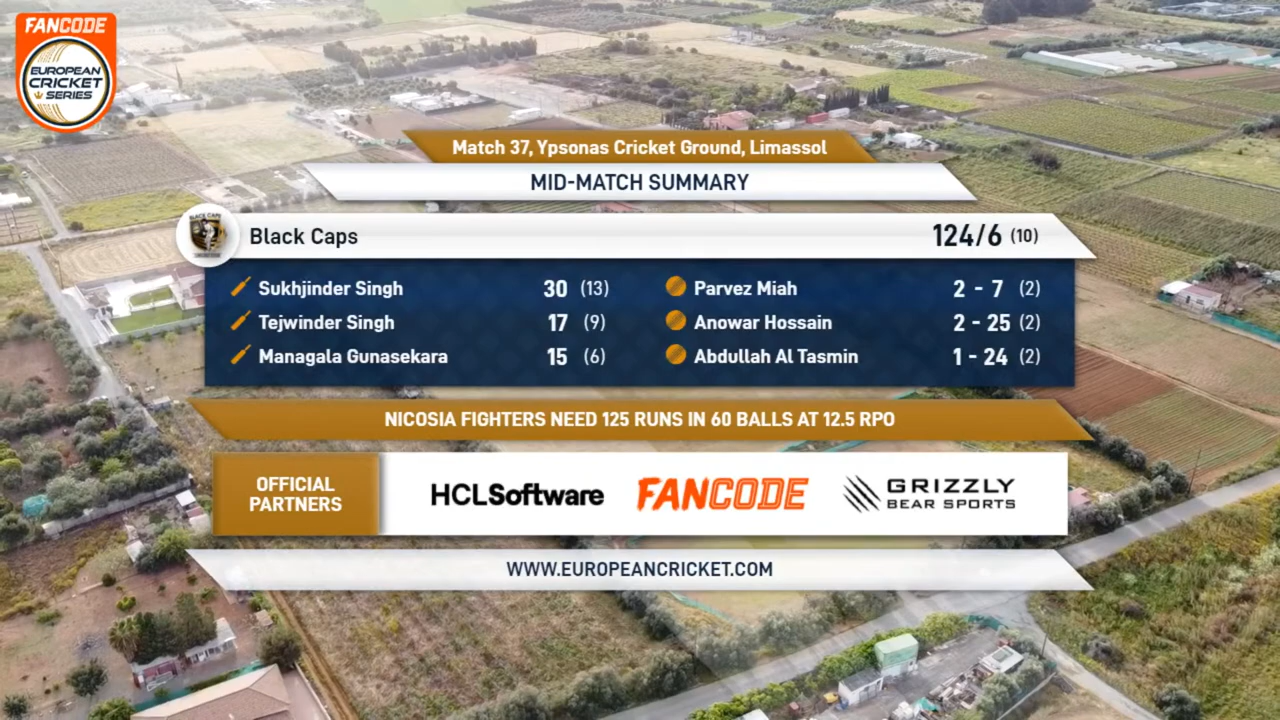 FANCODE
EUROPEAN
CRICKET
SERIES
Match 37, Ypsonas Cricket Ground, Limassol
MID-MATCH SUMMARY
BLACK CAPS
Black Caps 124/6 (10)
Sukhjinder Singh 30 (13) Parvez Miah 2 - 7 (2)
Tejwinder Singh 17 (9) Anowar Hossain 2 - 25 (2)
Managala Gunasekara 15 (6) Abdullah Al Tasmin 1 - 24 (2)
NICOSIA FIGHTERS NEED 125 RUNS IN 60 BALLS AT 12.5 RPO
OFFICIAL
PARTNERS
HCLSoftware FANCODE GRIZZLY
BEAR SPORTS
WWW.EUROPEANCRICKET.COM